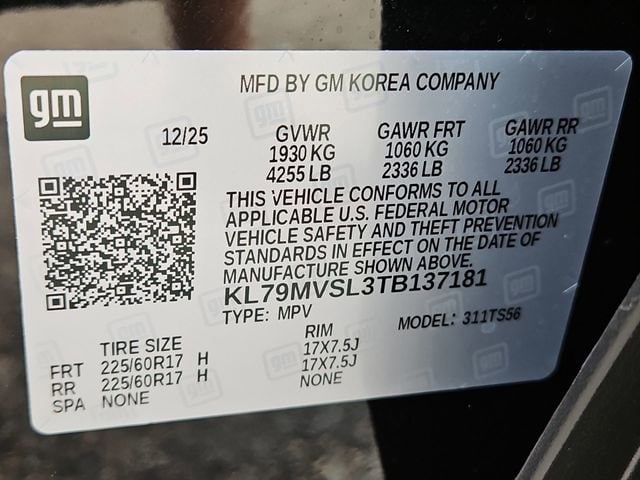 gm
MFD BY GM KOREA COMPANY
12/25 GVWR GAWR FRT GAWR RR
1930 KG 1060 KG 1060 KG
4255 LB 2336 LB 2336 LB
THIS VEHICLE CONFORMS TO ALL
APPLICABLE U.S. FEDERAL MOTOR
VEHICLE SAFETY AND THEFT PREVENTION
STANDARDS IN EFFECT ON THE DATE OF
MANUFACTURE SHOWN ABOVE.
KL79MVSL3TB137181
TYPE: MPV MODEL: 311TS56
TIRE SIZE RIM
FRT 225/60R17 H 17X7.5J
RR 225/60R17 H 17X7.5J
SPA NONE NONE